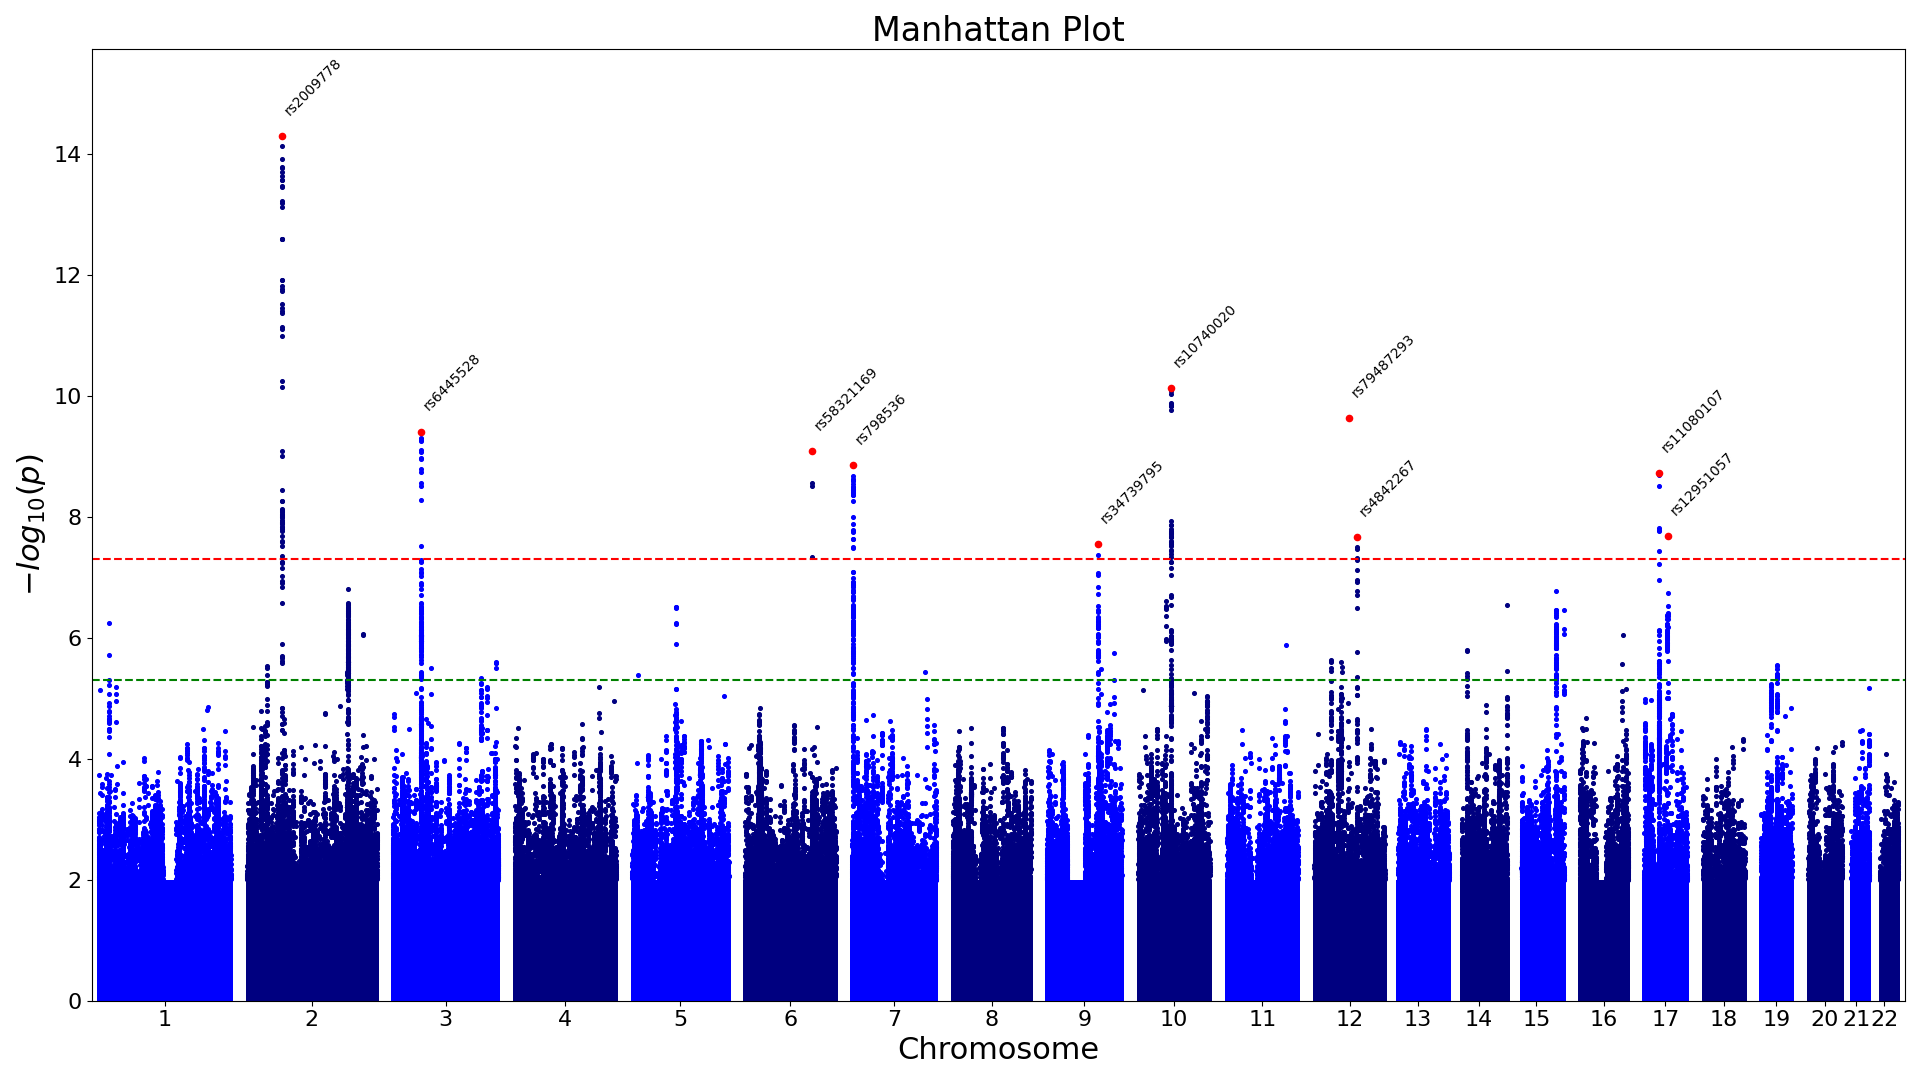 Manhattan Plot
rs2009778
rs6445528
rs58321169
rs798536
rs34739795
rs10740020
rs79487293
rs4842267
rs11080107
rs12951057
14
12
10
8
6
4
2
0
−log₁₀(p)
1 2 3 4 5 6 7 8 9 10 11 12 13 14 15 16 17 18 19 20 21 22
Chromosome